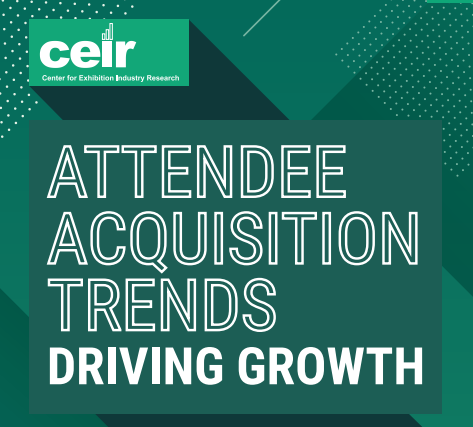 ceir
Center for Exhibition Industry Research
ATTENDEE
ACQUISITION
TRENDS
DRIVING GROWTH